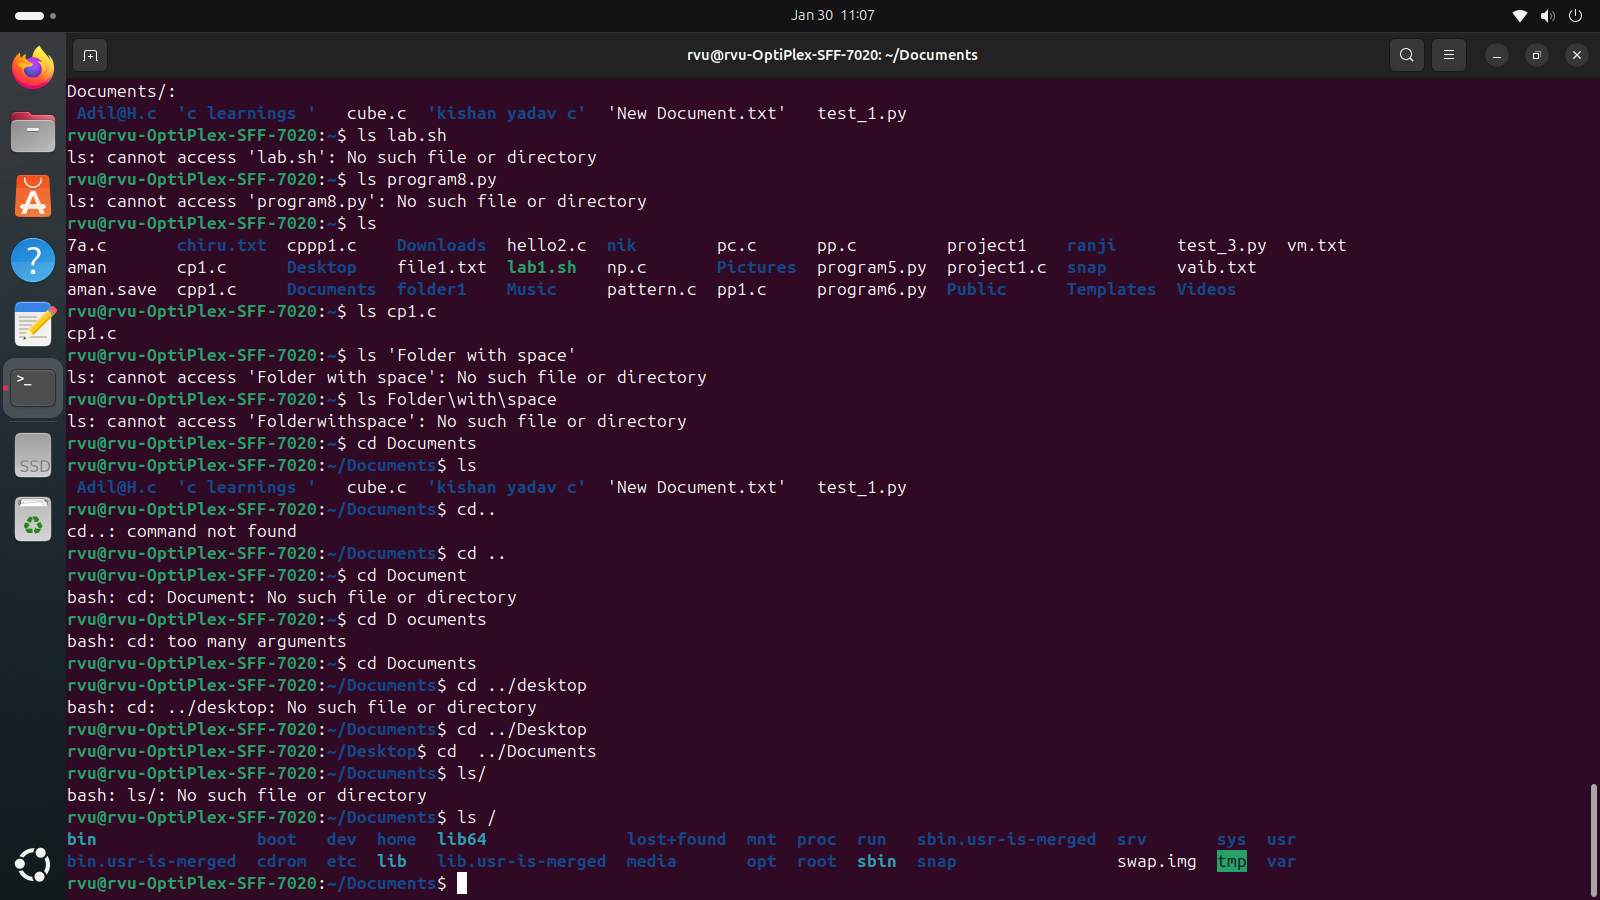 Jan 30 11:07
rvu@rvu-OptiPlex-SFF-7020: ~/Documents
Documents/:
 Adil@H.c  'c learnings '   cube.c  'kishan yadav c'  'New Document.txt'   test_1.py
rvu@rvu-OptiPlex-SFF-7020:~$ ls lab.sh
ls: cannot access 'lab.sh': No such file or directory
rvu@rvu-OptiPlex-SFF-7020:~$ ls program8.py
ls: cannot access 'program8.py': No such file or directory
rvu@rvu-OptiPlex-SFF-7020:~$ ls
7a.c       chiru.txt  cppp1.c    Downloads  hello2.c  nik        pc.c      pp.c         project1    ranji      test_3.py  vm.txt
aman       cp1.c      Desktop    file1.txt  lab1.sh   np.c       Pictures  program5.py  project1.c  snap       vaib.txt
aman.save  cpp1.c     Documents  folder1    Music     pattern.c  pp1.c     program6.py  Public      Templates  Videos
rvu@rvu-OptiPlex-SFF-7020:~$ ls cp1.c
cp1.c
rvu@rvu-OptiPlex-SFF-7020:~$ ls 'Folder with space'
ls: cannot access 'Folder with space': No such file or directory
rvu@rvu-OptiPlex-SFF-7020:~$ ls Folder\with\space
ls: cannot access 'Folderwithspace': No such file or directory
rvu@rvu-OptiPlex-SFF-7020:~$ cd Documents
rvu@rvu-OptiPlex-SFF-7020:~/Documents$ ls
 Adil@H.c  'c learnings '   cube.c  'kishan yadav c'  'New Document.txt'   test_1.py
rvu@rvu-OptiPlex-SFF-7020:~/Documents$ cd..
cd..: command not found
rvu@rvu-OptiPlex-SFF-7020:~/Documents$ cd ..
rvu@rvu-OptiPlex-SFF-7020:~$ cd Document
bash: cd: Document: No such file or directory
rvu@rvu-OptiPlex-SFF-7020:~$ cd D ocuments
bash: cd: too many arguments
rvu@rvu-OptiPlex-SFF-7020:~$ cd Documents
rvu@rvu-OptiPlex-SFF-7020:~/Documents$ cd ../desktop
bash: cd: ../desktop: No such file or directory
rvu@rvu-OptiPlex-SFF-7020:~/Documents$ cd ../Desktop
rvu@rvu-OptiPlex-SFF-7020:~/Desktop$ cd  ../Documents
rvu@rvu-OptiPlex-SFF-7020:~/Documents$ ls/
bash: ls/: No such file or directory
rvu@rvu-OptiPlex-SFF-7020:~/Documents$ ls /
bin                boot   dev  home  lib64              lost+found  mnt  proc  run   sbin.usr-is-merged  srv       sys  usr
bin.usr-is-merged  cdrom  etc  lib   lib.usr-is-merged  media       opt  root  sbin  snap                swap.img  tmp  var
rvu@rvu-OptiPlex-SFF-7020:~/Documents$
SSD